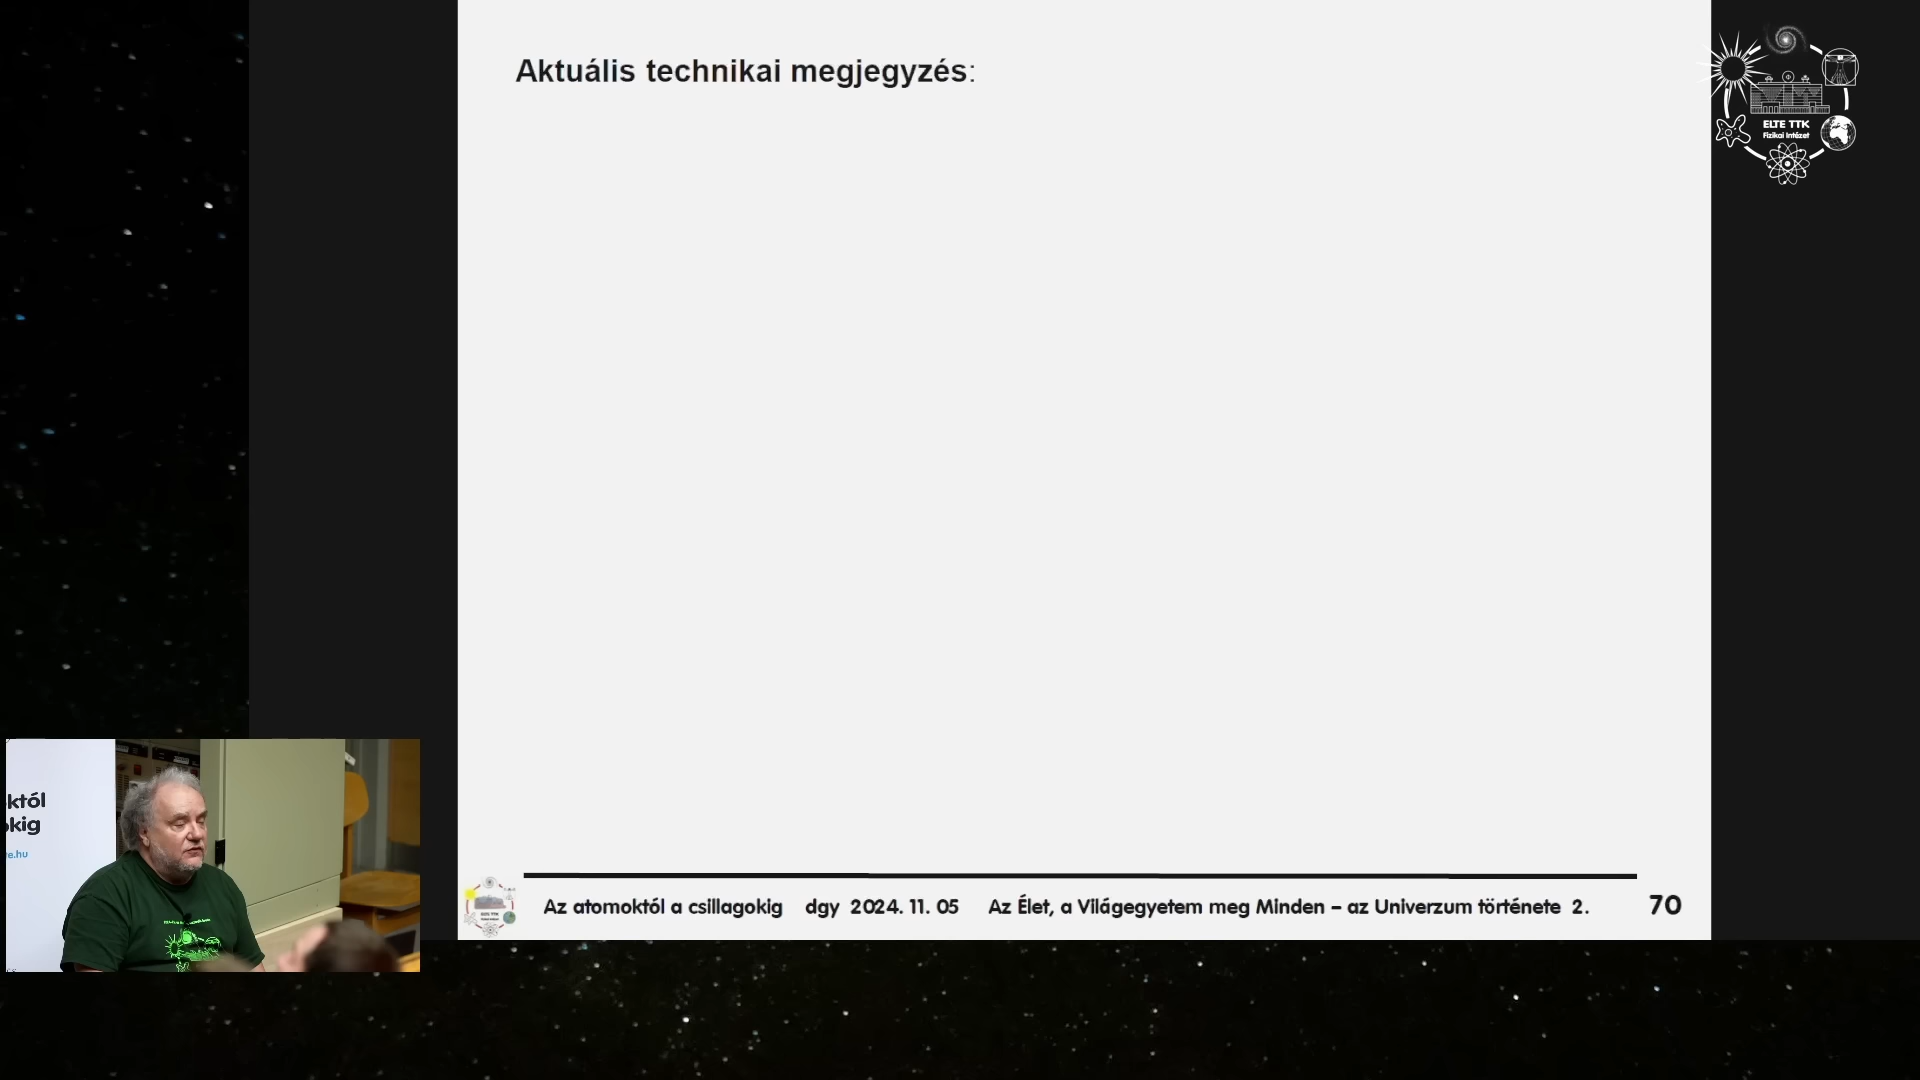 Aktuális technikai megjegyzés:
ELTE TTK
Fizikai Intézet
któl
kig
e.hu
Az atomoktól a csillagokig dgy 2024. 11. 05 Az Élet, a Világegyetem meg Minden – az Univerzum története 2. 70